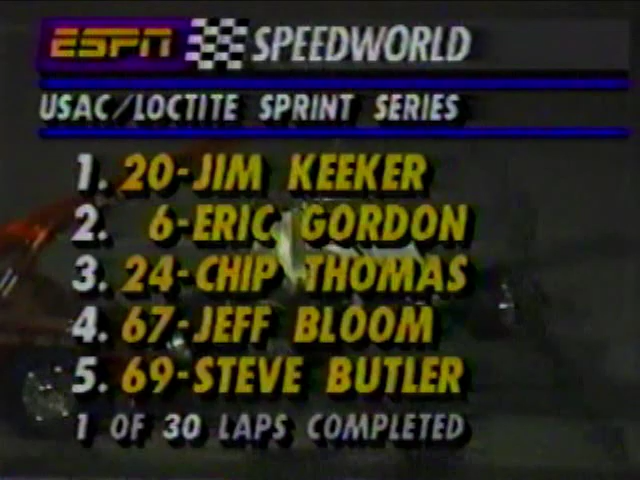 ESPN SPEEDWORLD
USAC/LOCTITE SPRINT SERIES
1. 20-JIM KEEKER
2. 6-ERIC GORDON
3. 24-CHIP THOMAS
4. 67-JEFF BLOOM
5. 69-STEVE BUTLER
1 OF 30 LAPS COMPLETED